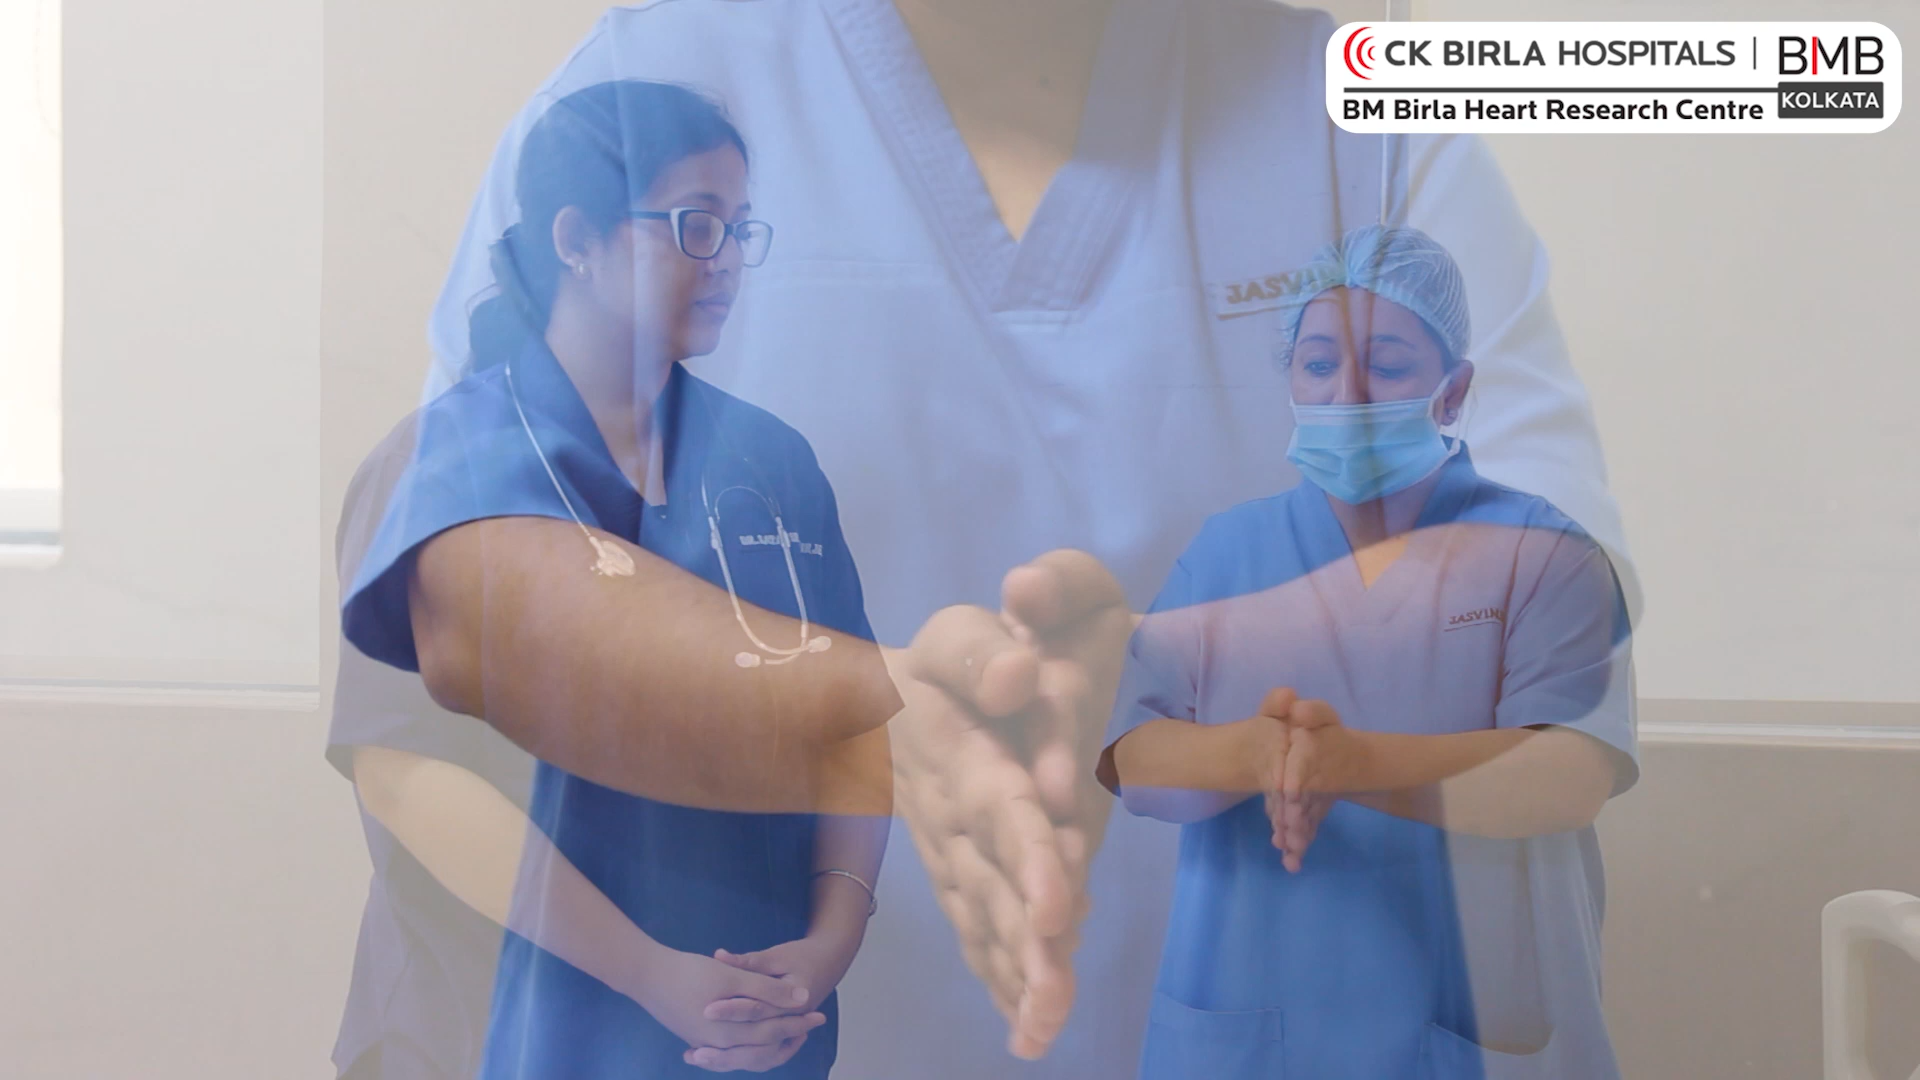 CK BIRLA HOSPITALS | BMB
BM Birla Heart Research Centre KOLKATA
JASVIN
JASVIN